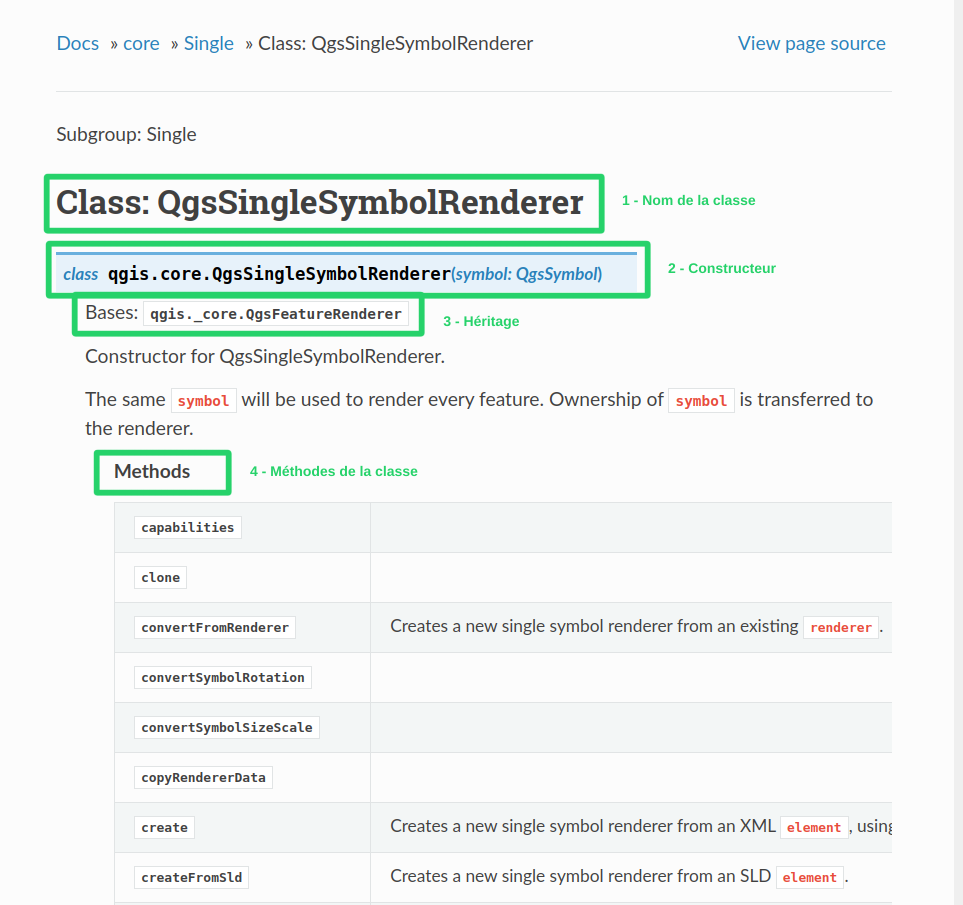 Docs » core » Single » Class: QgsSingleSymbolRenderer View page source
Subgroup: Single
Class: QgsSingleSymbolRenderer 1 - Nom de la classe
class qgis.core.QgsSingleSymbolRenderer(symbol: QgsSymbol) 2 - Constructeur
Bases: qgis._core.QgsFeatureRenderer 3 - Héritage
Constructor for QgsSingleSymbolRenderer.
The same symbol will be used to render every feature. Ownership of symbol is transferred to
the renderer.
Methods 4 - Méthodes de la classe
capabilities
clone
convertFromRenderer Creates a new single symbol renderer from an existing renderer.
convertSymbolRotation
convertSymbolSizeScale
copyRendererData
create Creates a new single symbol renderer from an XML element, using
createFromSld Creates a new single symbol renderer from an SLD element.